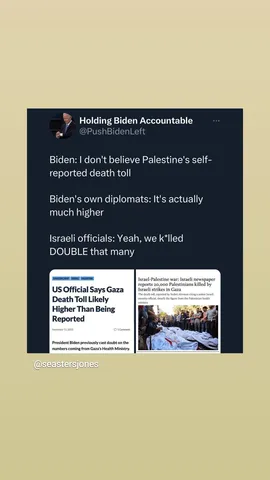 Holding Biden Accountable
@PushBidenLeft
Biden: I don't believe Palestine's self-
reported death toll
Biden's own diplomats: It's actually
much higher
Israeli officials: Yeah, we k*lled
DOUBLE that many
US Official Says Gaza
Death Toll Likely
Higher Than Being
Reported
President Biden previously cast doubt on the
numbers coming from Gaza's Health Ministry.
Israel-Palestine war: Israeli newspaper
reports 20,000 Palestinians killed by
Israeli strikes in Gaza
@seastersjones